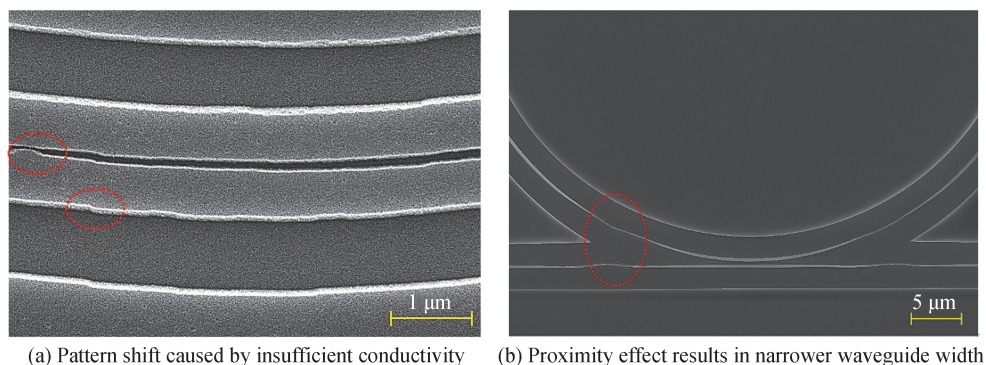 1 μm
5 μm
(a) Pattern shift caused by insufficient conductivity
(b) Proximity effect results in narrower waveguide width